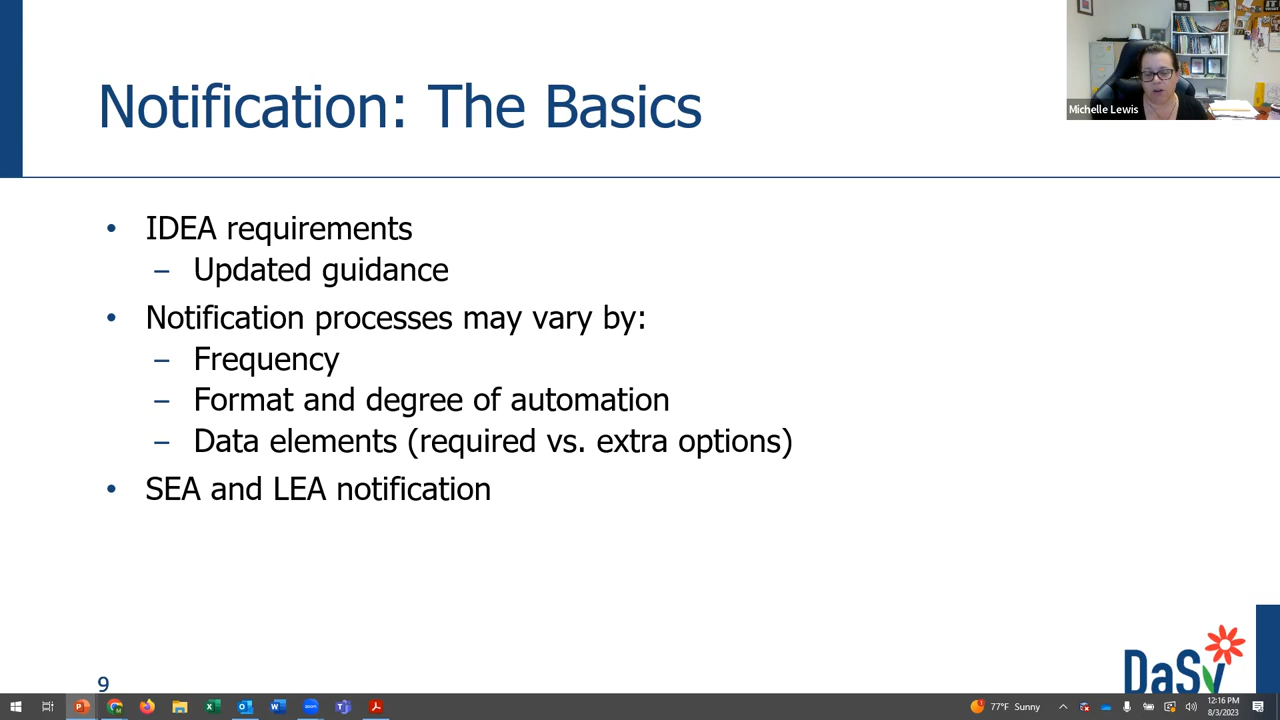 Notification: The Basics
Michelle Lewis
• IDEA requirements
– Updated guidance
• Notification processes may vary by:
– Frequency
– Format and degree of automation
– Data elements (required vs. extra options)
• SEA and LEA notification
9
DaSy
77°F Sunny
12:16 PM
8/3/2023